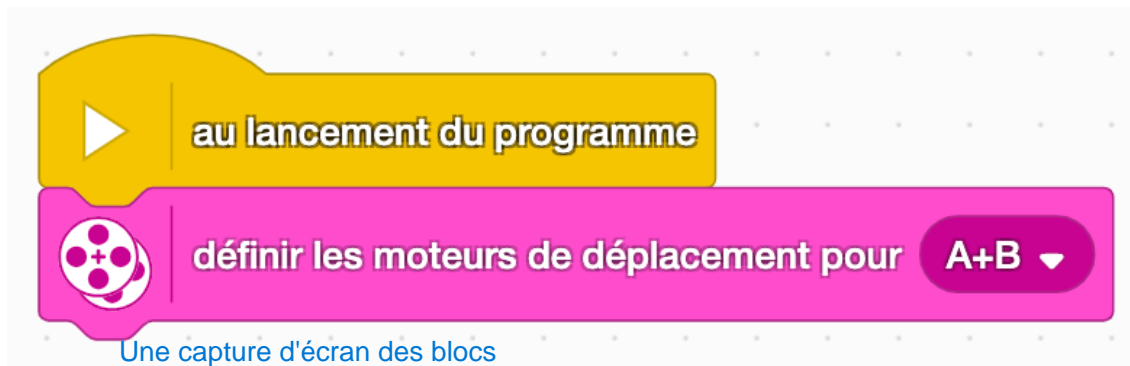 au lancement du programme
définir les moteurs de déplacement pour A+B
Une capture d'écran des blocs